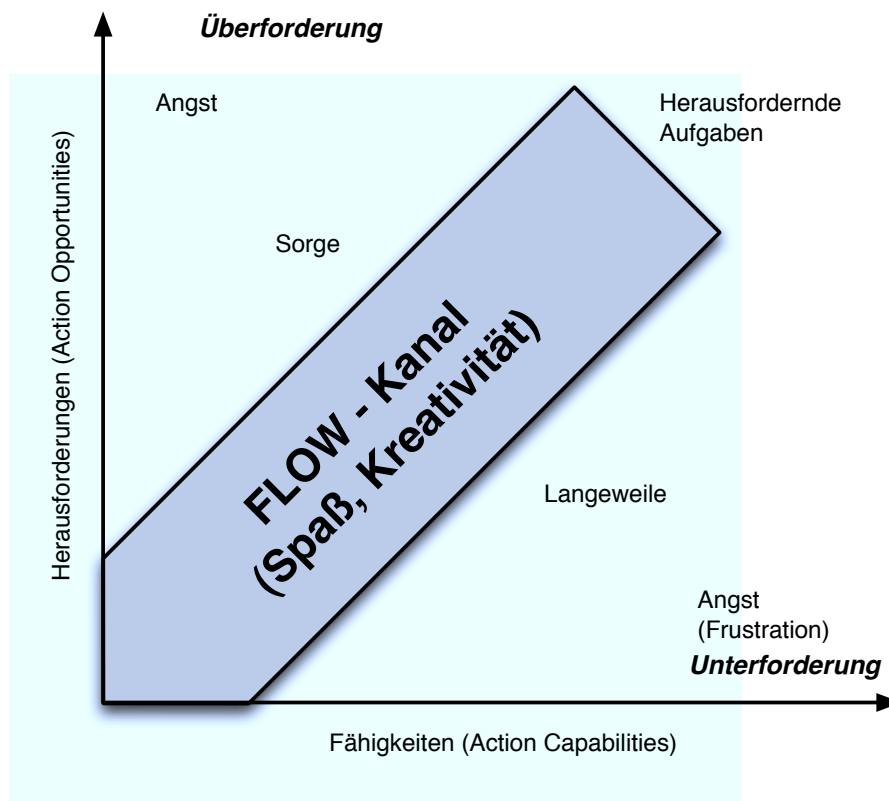 Überforderung
Angst
Herausfordernde
Aufgaben
Herausforderungen (Action Opportunities)
Sorge
FLOW - Kanal
(Spaß, Kreativität)
Langeweile
Angst
(Frustration)
Unterforderung
Fähigkeiten (Action Capabilities)